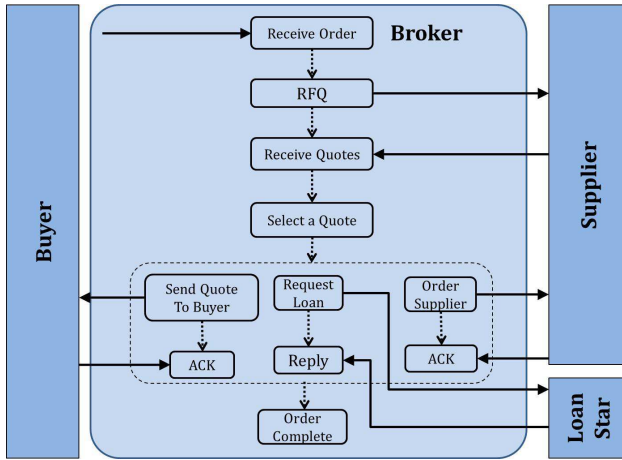 Receive Order
Broker
RFQ
Receive Quotes
Select a Quote
Buyer
Supplier
Send Quote
To Buyer
Request
Loan
Order
Supplier
ACK
Reply
ACK
Order
Complete
Loan
Star